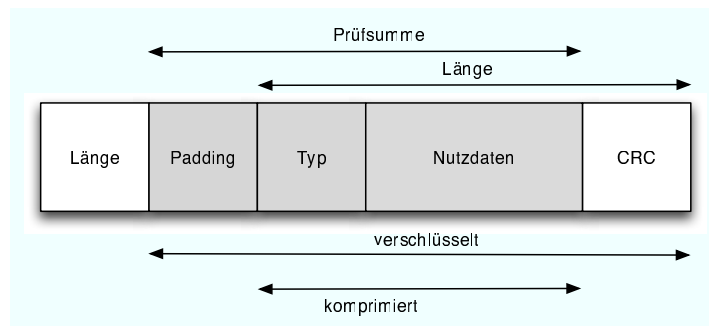 Prüfsumme
Länge
Länge Padding Typ Nutzdaten CRC
verschlüsselt
komprimiert